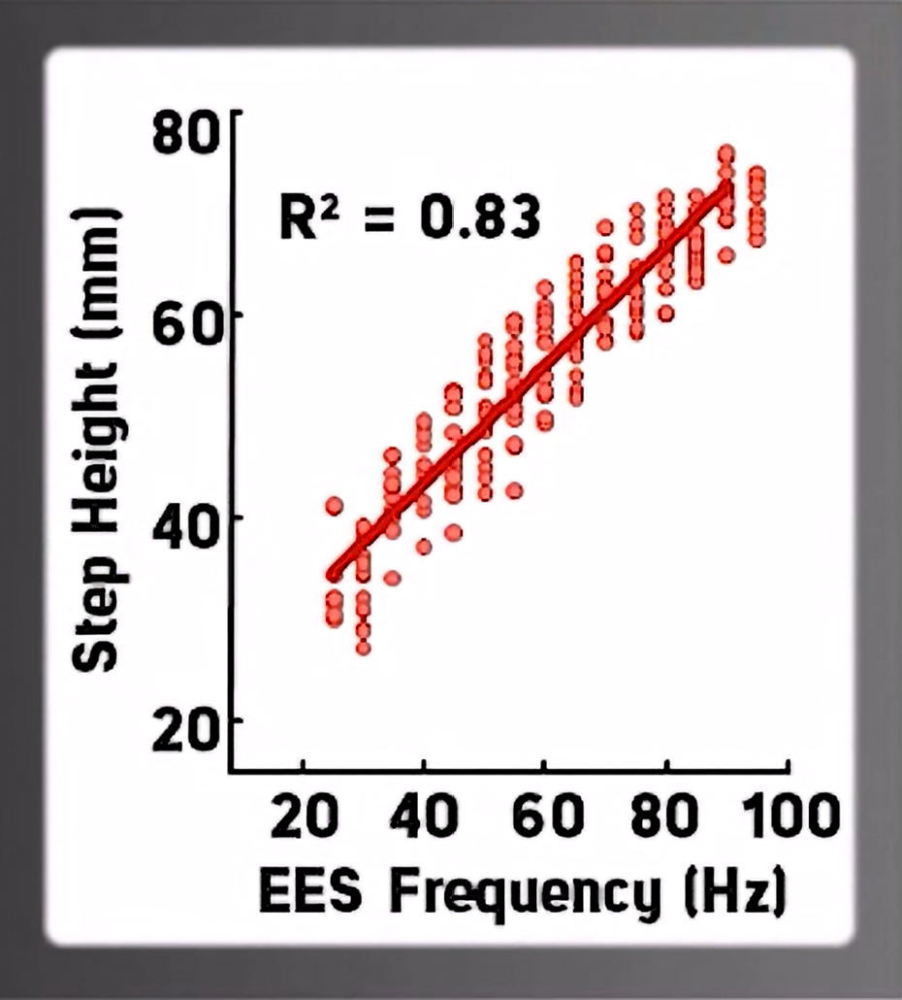 80
R² = 0.83
60
40
20
Step Height (mm)
20 40 60 80 100
EES Frequency (Hz)